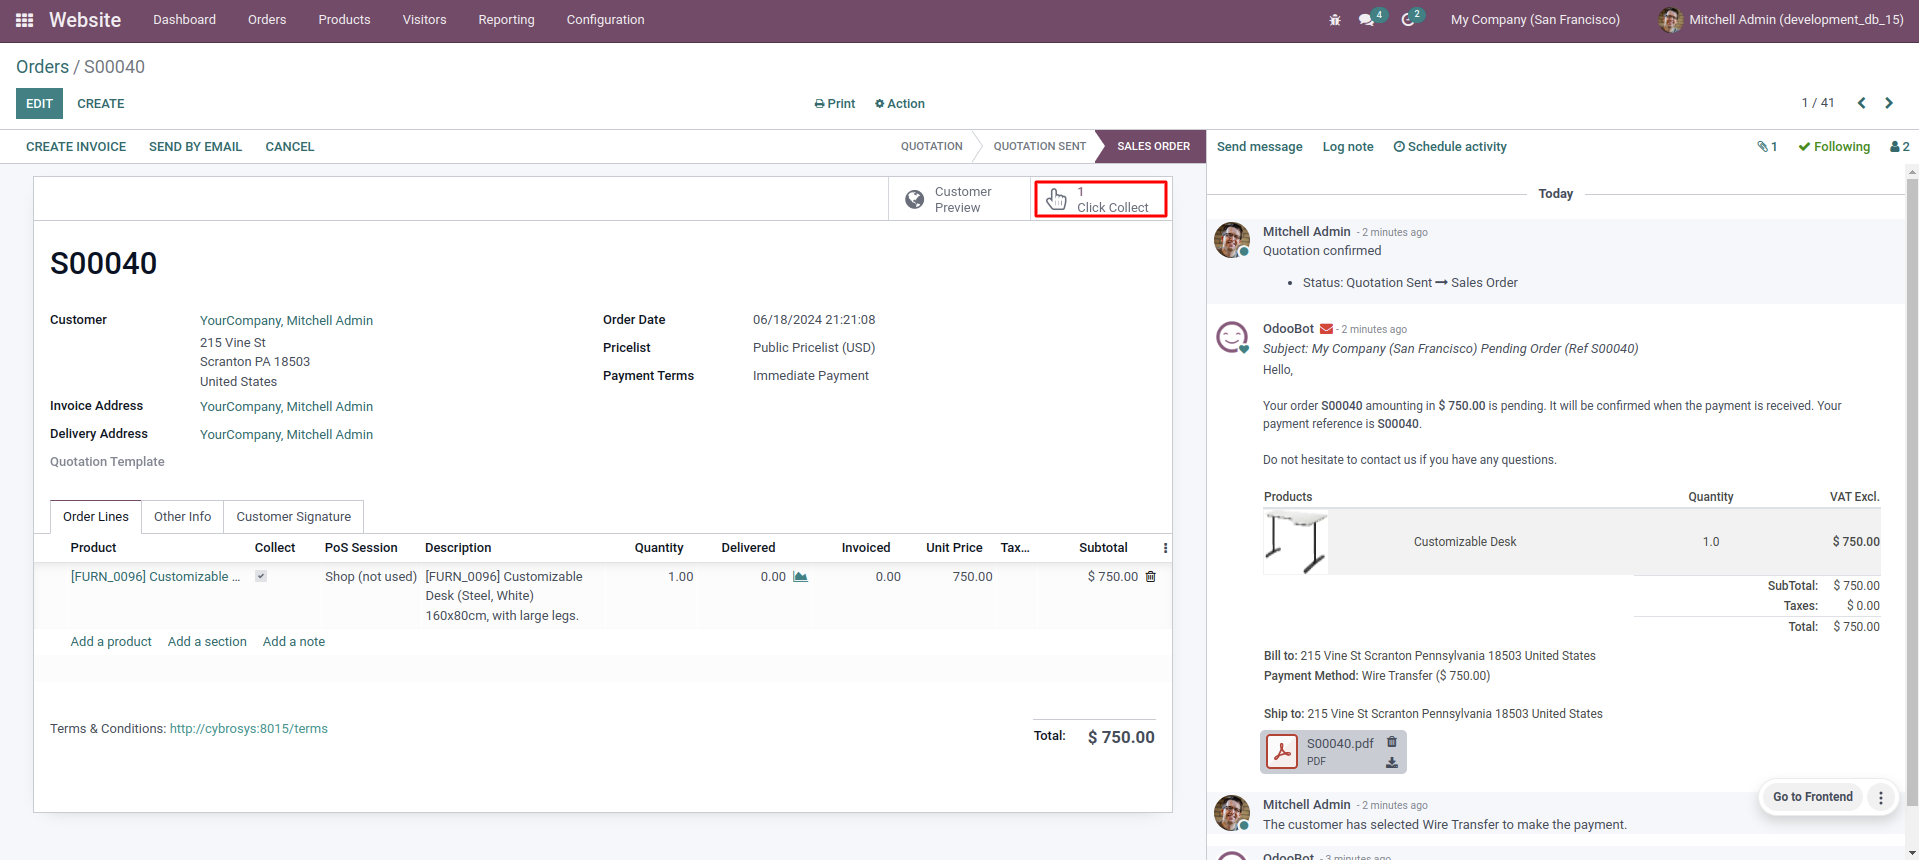 Website Dashboard Orders Products Visitors Reporting Configuration 4 2 My Company (San Francisco) Mitchell Admin (development_db_15)
Orders / S00040
EDIT CREATE Print Action 1 / 41
CREATE INVOICE SEND BY EMAIL CANCEL QUOTATION QUOTATION SENT SALES ORDER
Customer
Preview
1
Click Collect
S00040
Customer YourCompany, Mitchell Admin
215 Vine St
Scranton PA 18503
United States
Invoice Address YourCompany, Mitchell Admin
Delivery Address YourCompany, Mitchell Admin
Quotation Template
Order Date 06/18/2024 21:21:08
Pricelist Public Pricelist (USD)
Payment Terms Immediate Payment
Order Lines Other Info Customer Signature
Product Collect PoS Session Description Quantity Delivered Invoiced Unit Price Tax... Subtotal
[FURN_0096] Customizable ... Shop (not used) [FURN_0096] Customizable 1.00 0.00 0.00 750.00 $ 750.00
Desk (Steel, White)
160x80cm, with large legs.
Add a product Add a section Add a note
Terms & Conditions: http://cybrosys:8015/terms
Total: $ 750.00
Send message Log note Schedule activity 1 Following 2
Today
Mitchell Admin - 2 minutes ago
Quotation confirmed
• Status: Quotation Sent → Sales Order
OdooBot - 2 minutes ago
Subject: My Company (San Francisco) Pending Order (Ref S00040)
Hello,
Your order S00040 amounting in $ 750.00 is pending. It will be confirmed when the payment is received. Your
payment reference is S00040.
Do not hesitate to contact us if you have any questions.
Products Quantity VAT Excl.
Customizable Desk 1.0 $ 750.00
SubTotal: $ 750.00
Taxes: $ 0.00
Total: $ 750.00
Bill to: 215 Vine St Scranton Pennsylvania 18503 United States
Payment Method: Wire Transfer ($ 750.00)
Ship to: 215 Vine St Scranton Pennsylvania 18503 United States
S00040.pdf
PDF
Go to Frontend
Mitchell Admin - 2 minutes ago
The customer has selected Wire Transfer to make the payment.
OdooBot - 3 minutes ago